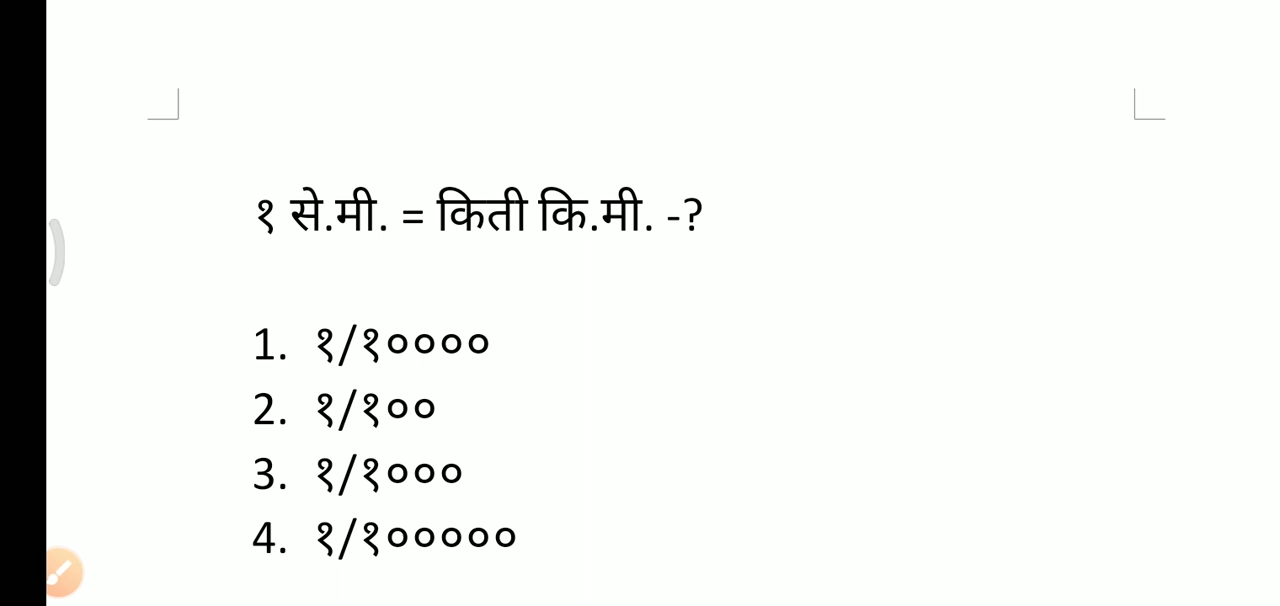 १ से.मी. = किती कि.मी. -?
1. १/१००००
2. १/१००
3. १/१०००
4. १/१०००००